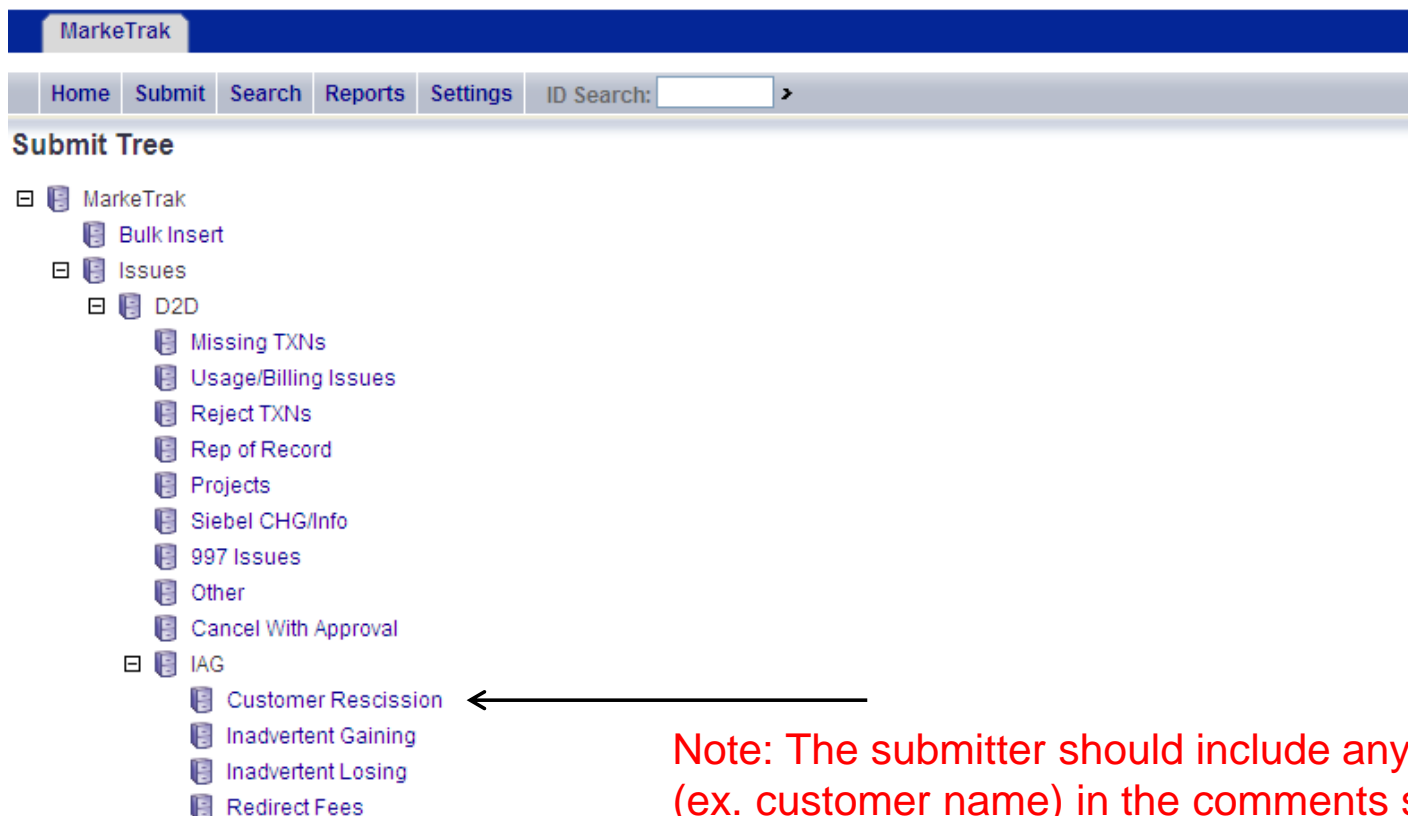 MarkeTrak
Home Submit Search Reports Settings ID Search:
Submit Tree
MarkeTrak
Bulk Insert
Issues
D2D
Missing TXNs
Usage/Billing Issues
Reject TXNs
Rep of Record
Projects
Siebel CHG/Info
997 Issues
Other
Cancel With Approval
IAG
Customer Rescission
Inadvertent Gaining
Inadvertent Losing
Redirect Fees
Note: The submitter should include any
(ex. customer name) in the comments